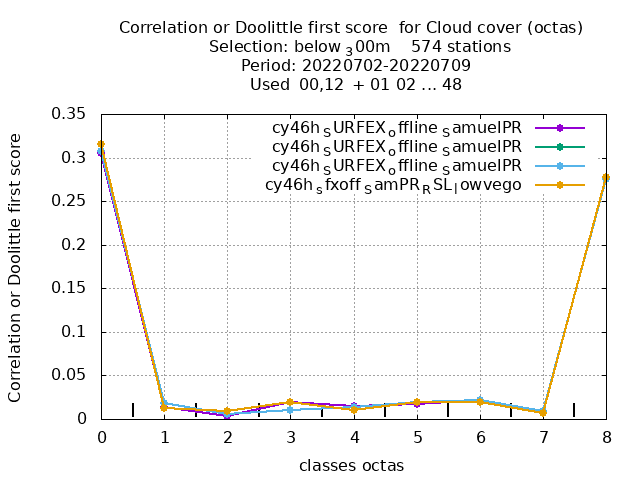 Correlation or Doolittle first score  for Cloud cover (octas)
Selection: below ₃00m    574 stations
Period: 20220702-20220709
Used  00,12  + 01 02 ... 48
Correlation or Doolittle first score
0.35
0.3
0.25
0.2
0.15
0.1
0.05
0
cy46h_SURFEX_offline_SamuelPR
cy46h_SURFEX_offline_SamuelPR
cy46h_SURFEX_offline_SamuelPR
cy46h_sfxoff_SamPR_RSL_lowvego
0 1 2 3 4 5 6 7 8
classes octas